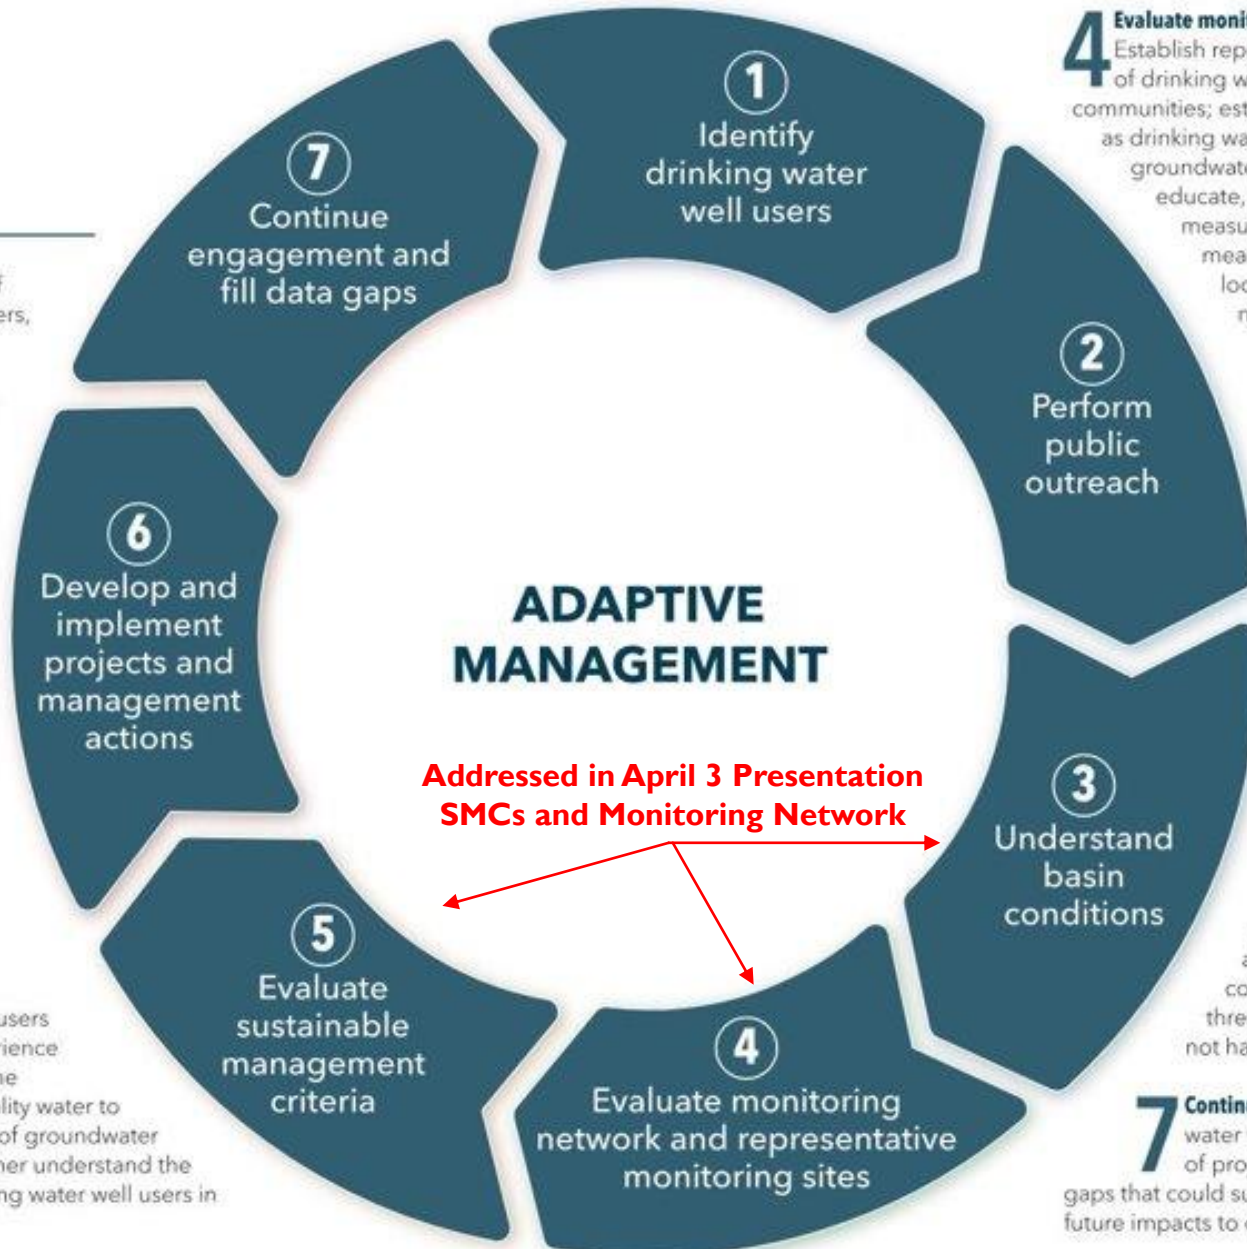 1
Identify
drinking water
well users
2
Perform
public
outreach
3
Understand
basin
conditions
4
Evaluate monitoring
network and representative
monitoring sites
5
Evaluate
sustainable
management
criteria
6
Develop and
implement
projects and
management
actions
7
Continue
engagement and
fill data gaps
ADAPTIVE
MANAGEMENT
Addressed in April 3 Presentation
SMCs and Monitoring Network
4 Evaluate moni
Establish rep
of drinking w
communities; est
as drinking wa
groundwate
educate,
measu
mea
loc
ers,
users
rience
ne
lity water to
of groundwater
her understand the
ng water well users in
a
co
thre
not ha
7 Contin
water
of pro
gaps that could su
future impacts to